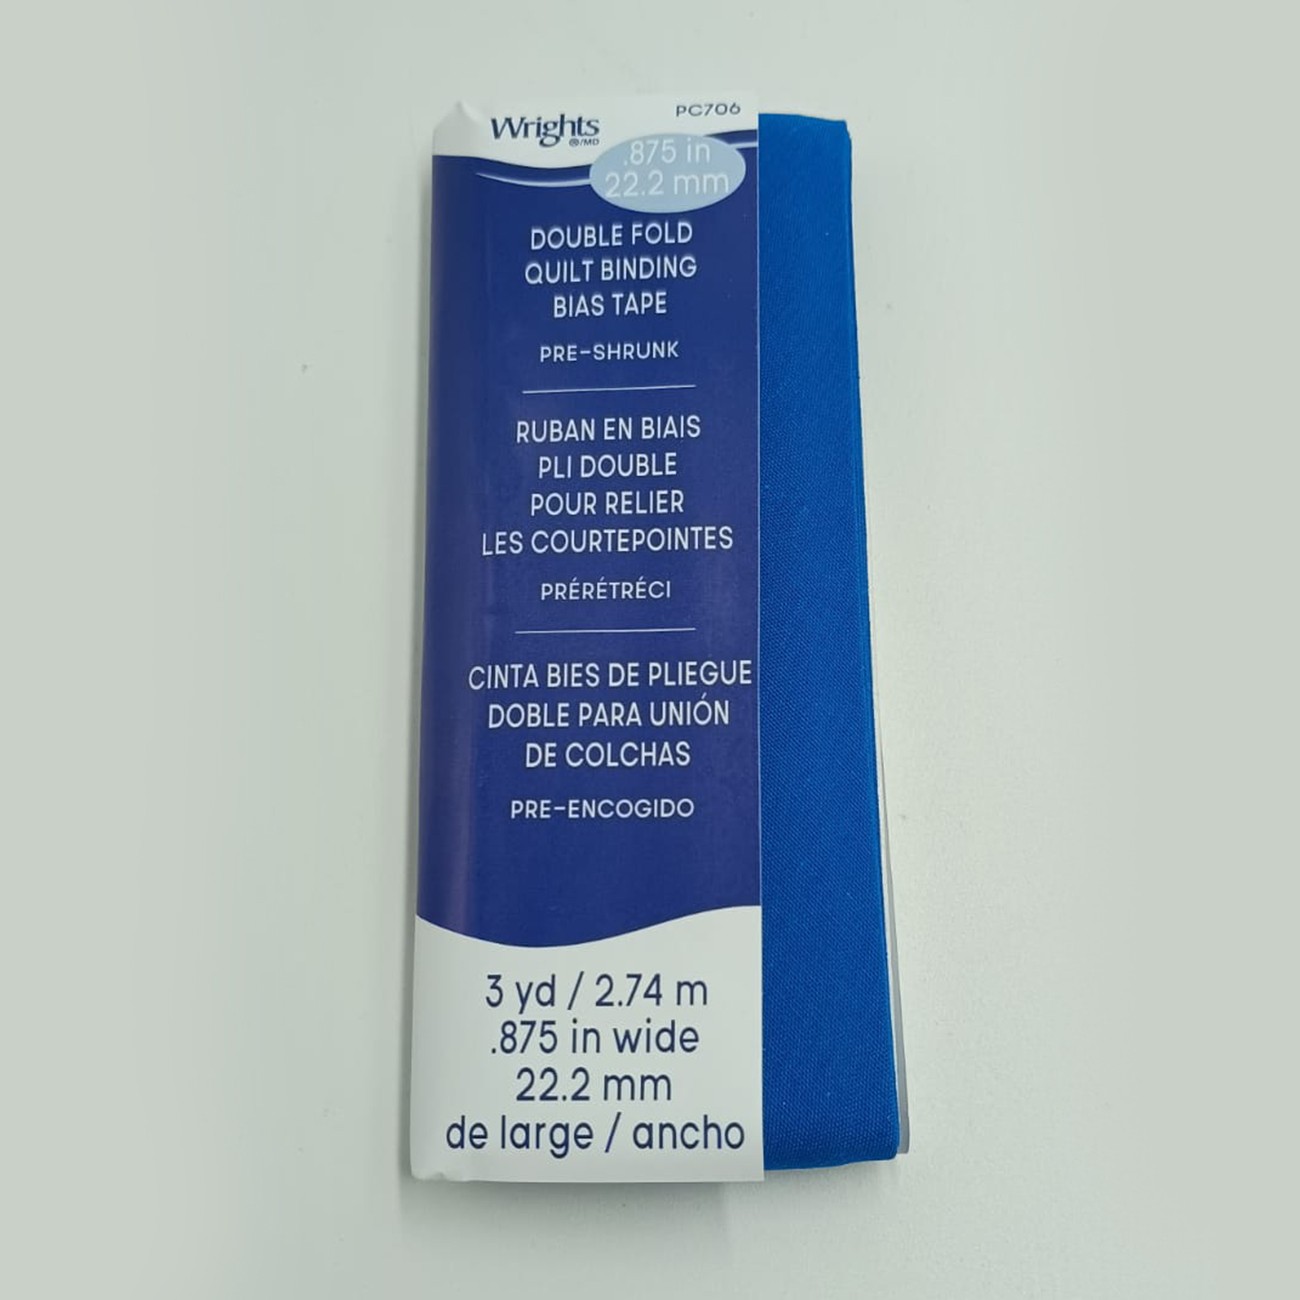 Wrights
®/MD
PC706
.875 in
22.2 mm
DOUBLE FOLD
QUILT BINDING
BIAS TAPE
PRE-SHRUNK
RUBAN EN BIAIS
PLI DOUBLE
POUR RELIER
LES COURTEPOINTES
PRÉRÉTRÉCI
CINTA BIES DE PLIEGUE
DOBLE PARA UNIÓN
DE COLCHAS
PRE-ENCOGIDO
3 yd / 2.74 m
.875 in wide
22.2 mm
de large / ancho